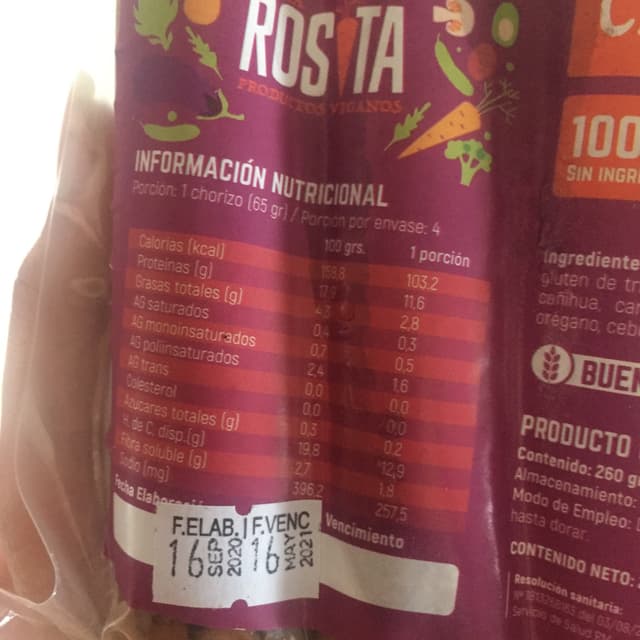 ROSITA
PRODUCTOS VEGANOS
INFORMACIÓN NUTRICIONAL
Porción: 1 chorizo (65 gr) / Porción por envase: 4
100 grs. 1 porción
Calorías (kcal) 158,8 103,2
Proteínas (g) 17,9 11,6
Grasas totales (g) 4,3 2,8
AG saturados 0,4 0,3
AG monoinsaturados 0,7 0,5
AG poliinsaturados 2,4 1,6
AG trans 0,0 0,0
Colesterol 0,0 0,0
Azúcares totales (g) 0,3 0,2
H. de C. disp.(g) 19,8 12,9
Fibra soluble (g) 2,7 1,8
Sodio (mg) 396,2 257,5
Fecha Elaboración Vencimiento
F.ELAB. F.VENC
16 SEP 2020 16 MAY 2021
100
SIN INGR
Ingrediente
gluten de tr
cañihua, car
orégano, ceb
BUEN
PRODUCTO
Contenido: 260 g
Almacenamiento:
Modo de Empleo:
hasta dorar.
CONTENIDO NETO:
Resolución sanitaria:
del 03/08/